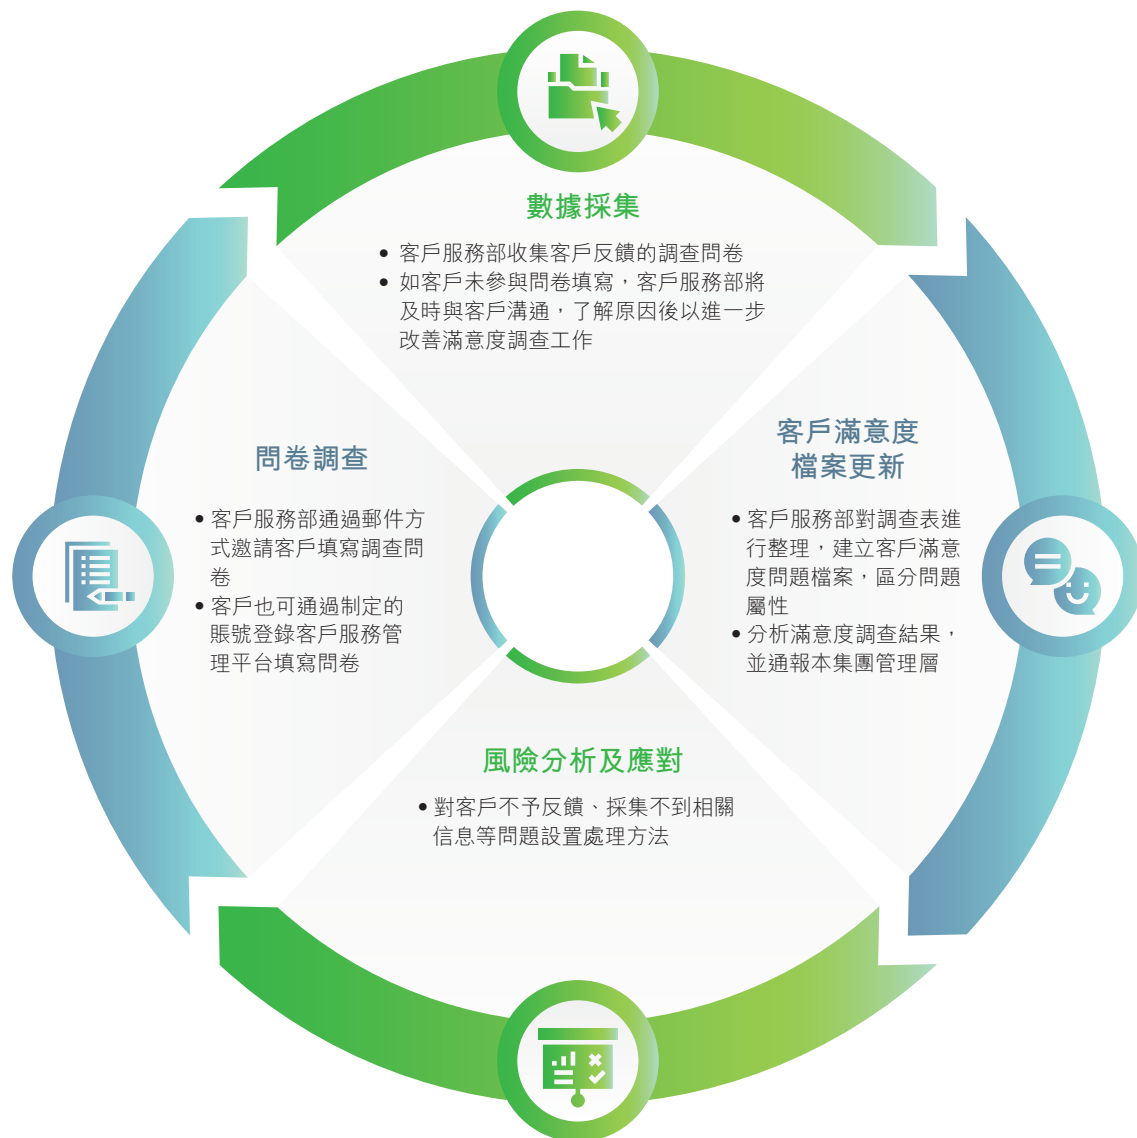 數據採集
• 客戶服務部收集客戶反饋的調查問卷
• 如客戶未參與問卷填寫，客戶服務部將
及時與客戶溝通，了解原因後以進一步
改善滿意度調查工作
問卷調查
• 客戶服務部通過郵件方
式邀請客戶填寫調查問
卷
• 客戶也可通過制定的
賬號登錄客戶服務管
理平台填寫問卷
客戶滿意度
檔案更新
• 客戶服務部對調查表進
行整理，建立客戶滿意
度問題檔案，區分問題
屬性
• 分析滿意度調查結果，
並通報本集團管理層
風險分析及應對
• 對客戶不予反饋、採集不到相關
信息等問題設置處理方法